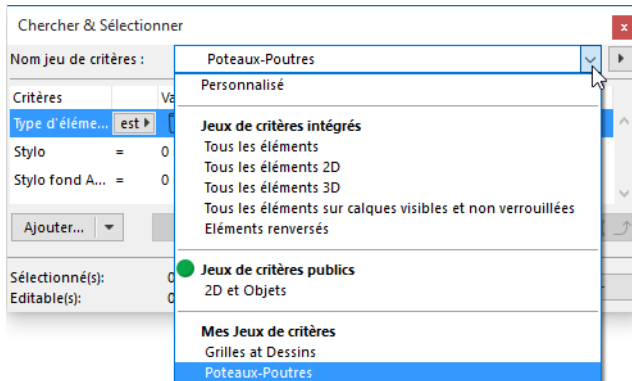 Chercher & Sélectionner
Nom jeu de critères :
Poteaux-Poutres
Personnalisé
Critères
Type d'éléme... est
Stylo = 0
Stylo fond A... = 0
Ajouter...
Sélectionné(s):
Editable(s):
Jeux de critères intégrés
Tous les éléments
Tous les éléments 2D
Tous les éléments 3D
Tous les éléments sur calques visibles et non verrouillées
Eléments renversés
Jeux de critères publics
2D et Objets
Mes Jeux de critères
Grilles at Dessins
Poteaux-Poutres